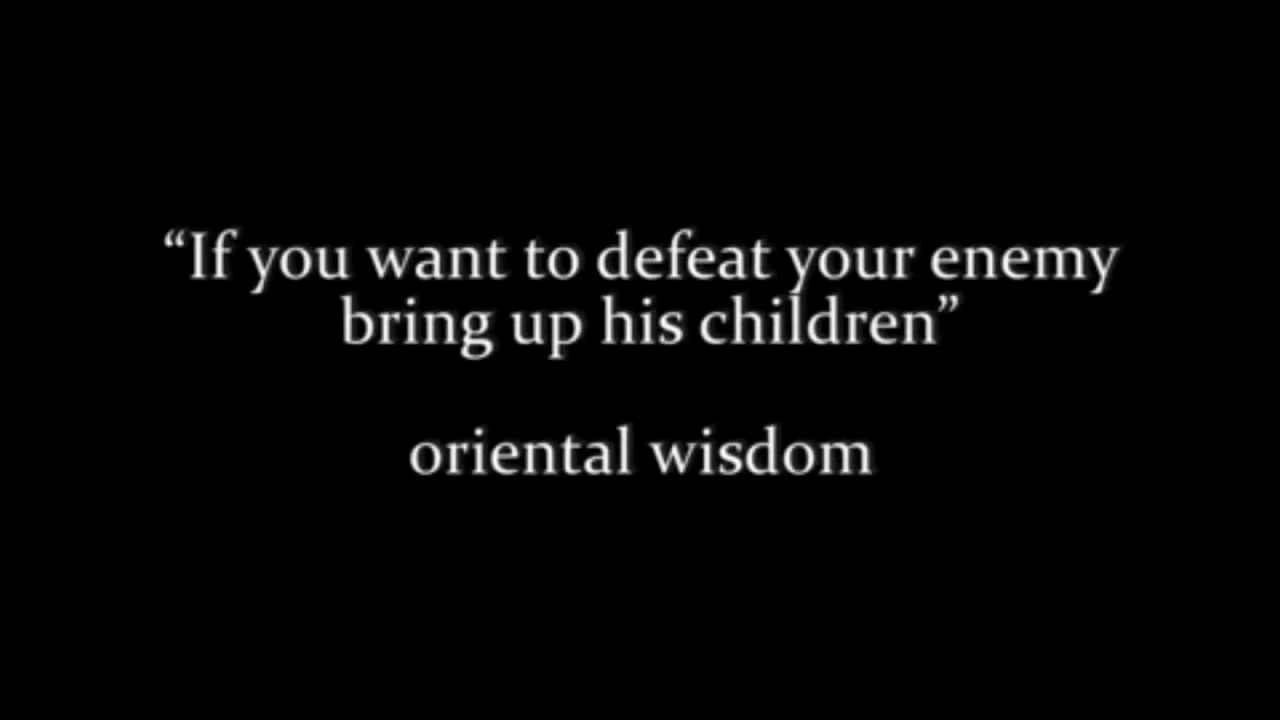 “If you want to defeat your enemy
bring up his children”
oriental wisdom